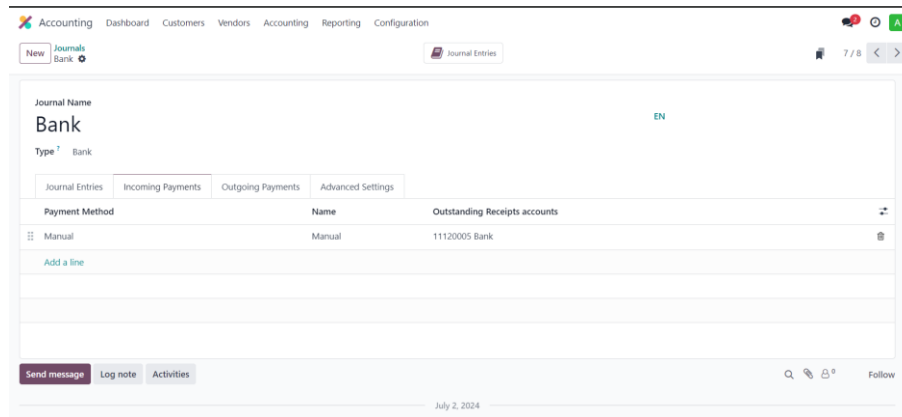 Accounting Dashboard Customers Vendors Accounting Reporting Configuration 2 A
New Journals Journal Entries 7 / 8
Bank
Journal Name
Bank EN
Type ? Bank
Journal Entries Incoming Payments Outgoing Payments Advanced Settings
Payment Method Name Outstanding Receipts accounts
Manual Manual 11120005 Bank
Add a line
Send message Log note Activities 0 Follow
July 2, 2024